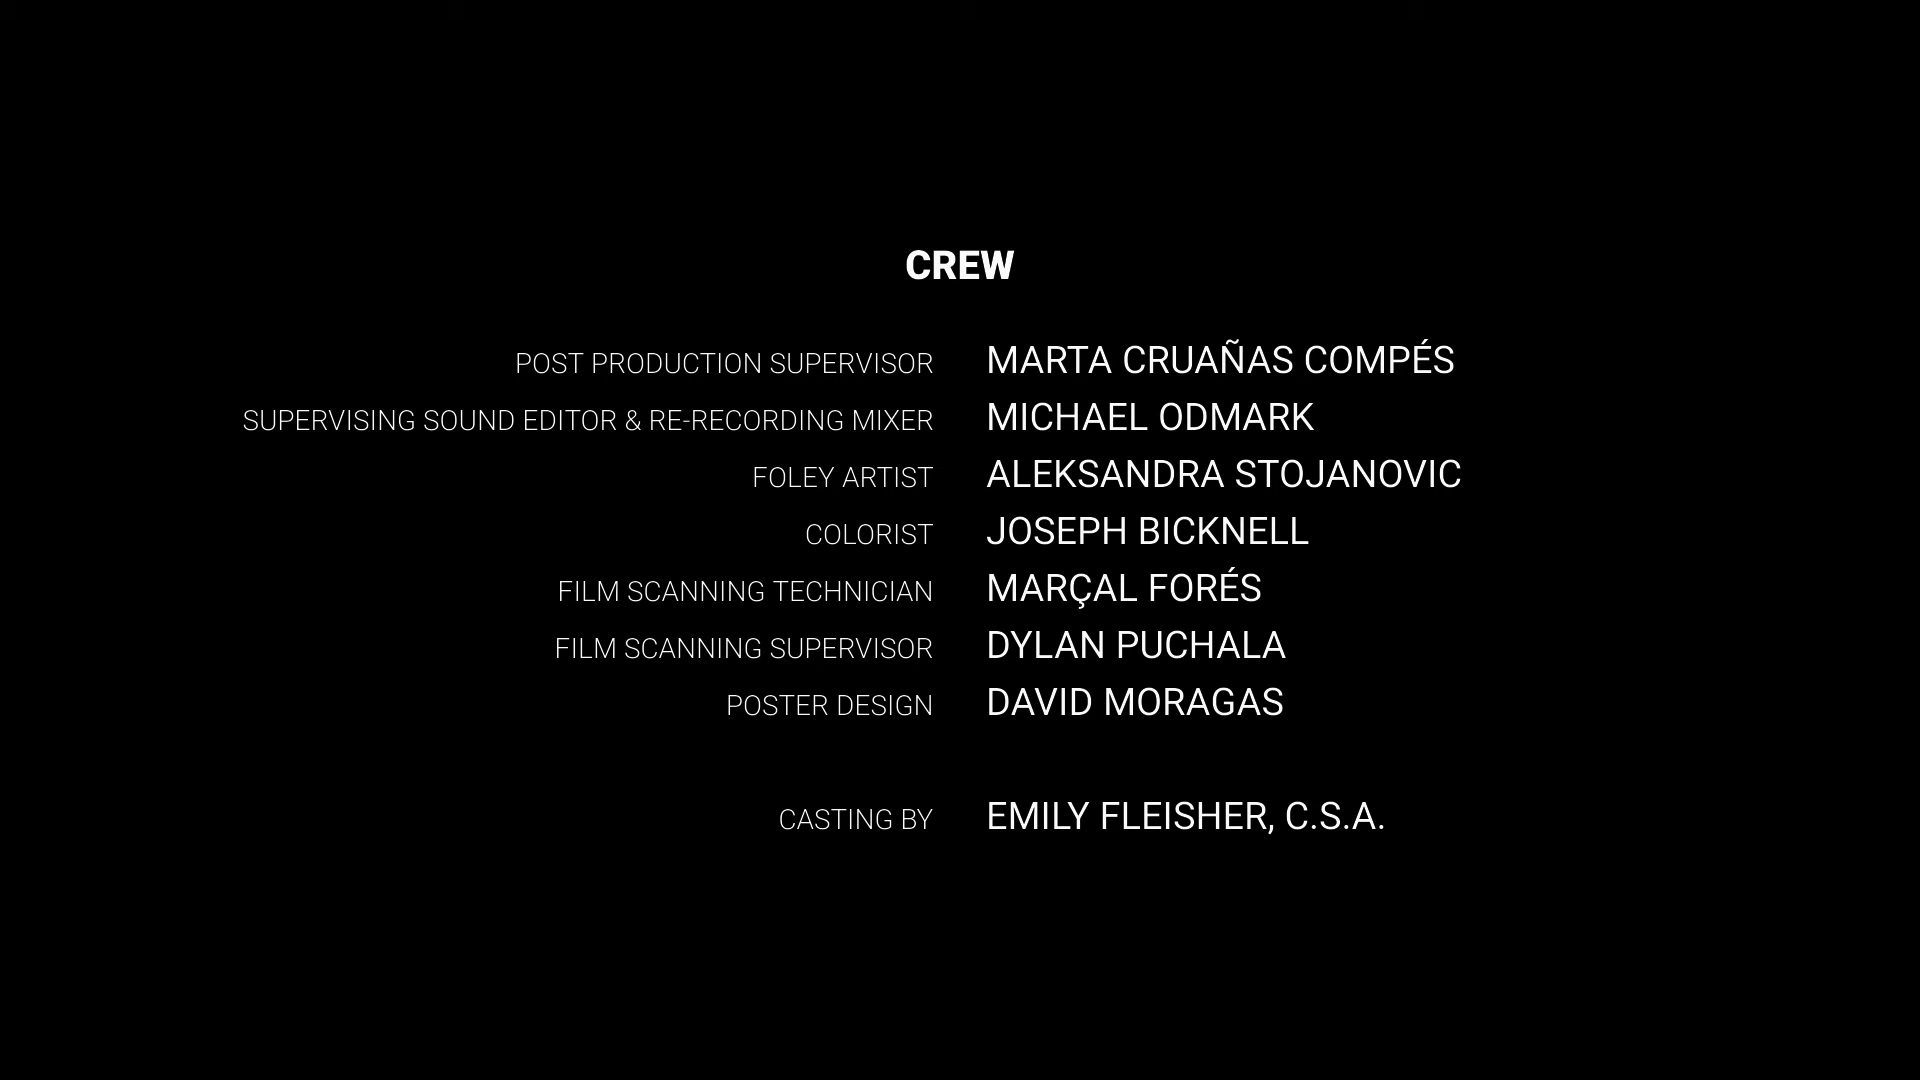 CREW
POST PRODUCTION SUPERVISOR MARTA CRUAÑAS COMPÉS
SUPERVISING SOUND EDITOR & RE-RECORDING MIXER MICHAEL ODMARK
FOLEY ARTIST ALEKSANDRA STOJANOVIC
COLORIST JOSEPH BICKNELL
FILM SCANNING TECHNICIAN MARÇAL FORÉS
FILM SCANNING SUPERVISOR DYLAN PUCHALA
POSTER DESIGN DAVID MORAGAS
CASTING BY EMILY FLEISHER, C.S.A.